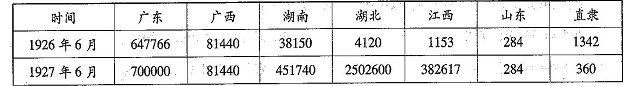 时间 广东 广西 湖南 湖北 江西 山东 直隶
1926年6月 647766 81440 38150 4120 1153 284 1342
1927年6月 700000 81440 451740 2502600 382617 284 360